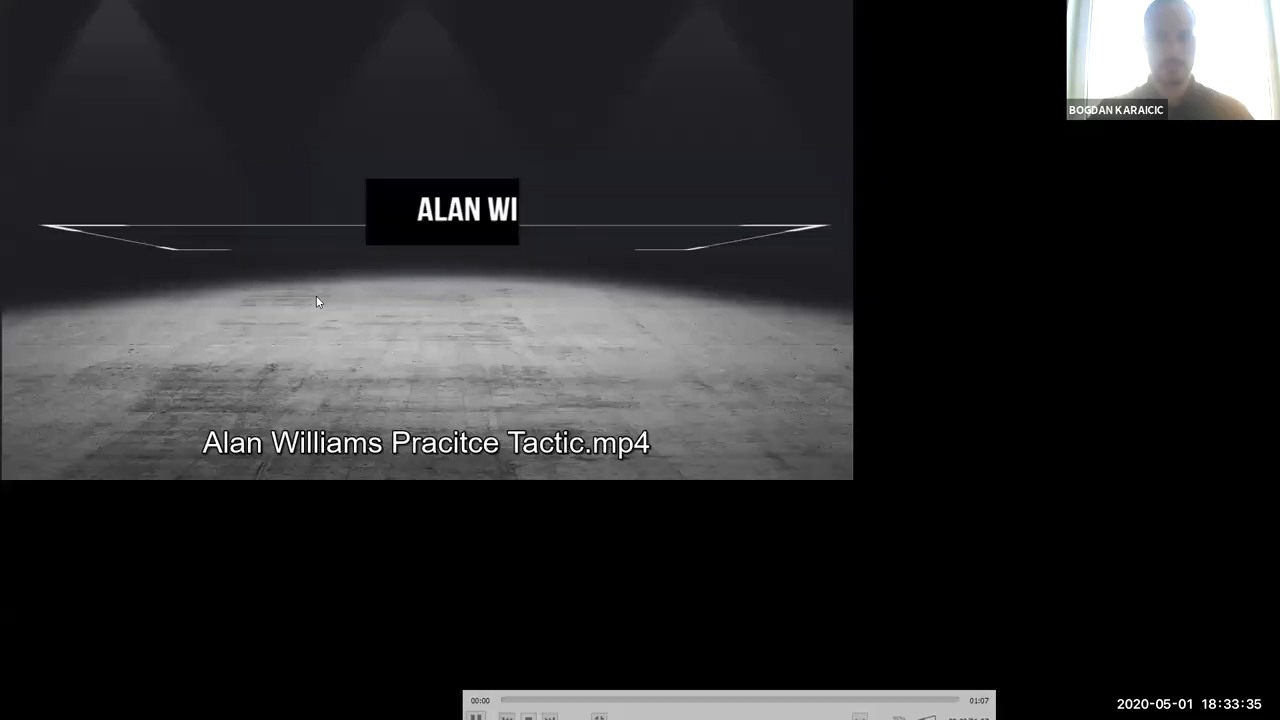 BOGDAN KARAICIC
ALAN WI
Alan Williams Pracitce Tactic.mp4
00:00
01:07
2020-05-01 18:33:35